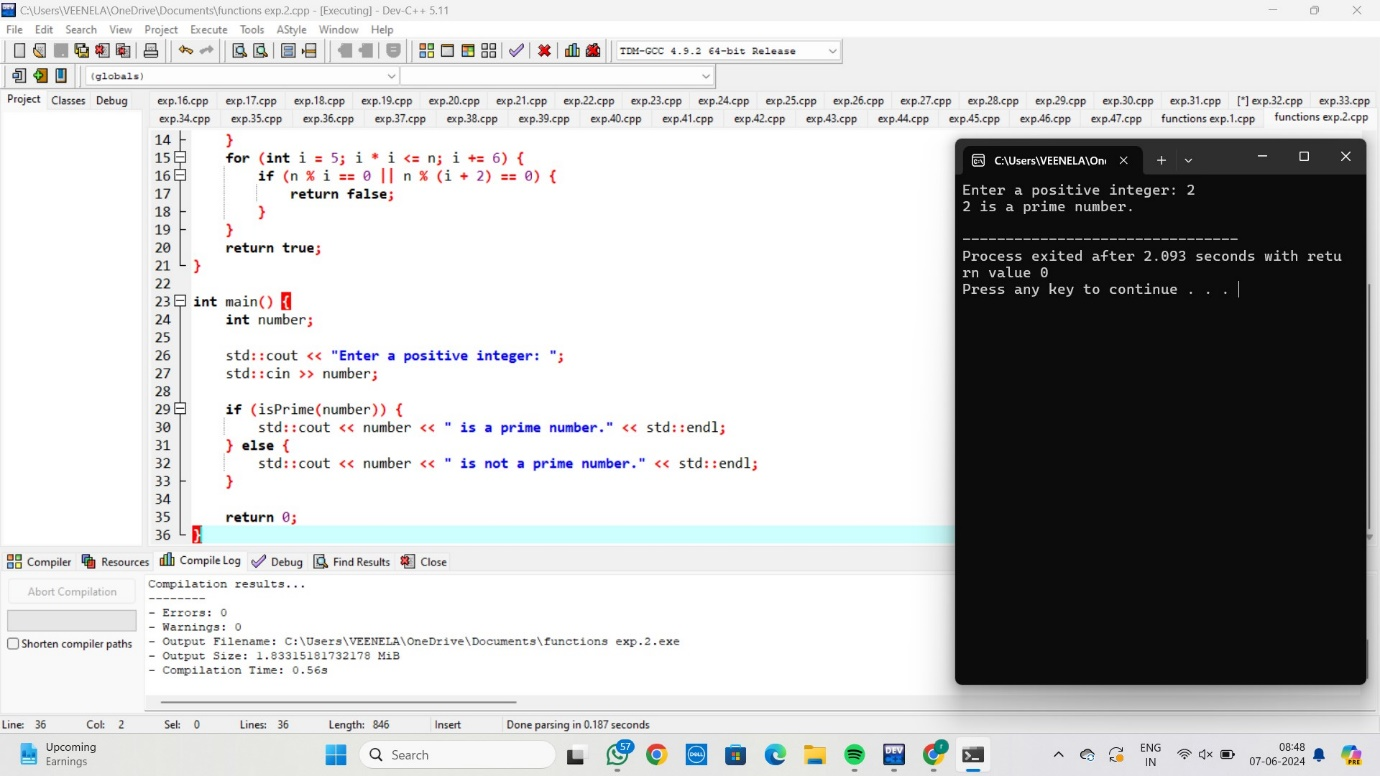 C:\Users\VEENELA\OneDrive\Documents\functions exp.2.cpp - [Executing] - Dev-C++ 5.11
File Edit Search View Project Execute Tools AStyle Window Help
TDM-GCC 4.9.2 64-bit Release
(globals)
Project Classes Debug
exp.16.cpp exp.17.cpp exp.18.cpp exp.19.cpp exp.20.cpp exp.21.cpp exp.22.cpp exp.23.cpp exp.24.cpp exp.25.cpp exp.26.cpp exp.27.cpp exp.28.cpp exp.29.cpp exp.30.cpp exp.31.cpp [*] exp.32.cpp exp.33.cpp
exp.34.cpp exp.35.cpp exp.36.cpp exp.37.cpp exp.38.cpp exp.39.cpp exp.40.cpp exp.41.cpp exp.42.cpp exp.43.cpp exp.44.cpp exp.45.cpp exp.46.cpp exp.47.cpp functions exp.1.cpp functions exp.2.cpp
14 }
15 for (int i = 5; i * i <= n; i += 6) {
16 if (n % i == 0 || n % (i + 2) == 0) {
17 return false;
18 }
19 }
20 return true;
21 }
22
23 int main() {
24 int number;
25
26 std::cout << "Enter a positive integer: ";
27 std::cin >> number;
28
29 if (isPrime(number)) {
30 std::cout << number << " is a prime number." << std::endl;
31 } else {
32 std::cout << number << " is not a prime number." << std::endl;
33 }
34
35 return 0;
36 }
C:\Users\VEENELA\On
Enter a positive integer: 2
2 is a prime number.
--------------------------------
Process exited after 2.093 seconds with retu
rn value 0
Press any key to continue . . .
Compiler Resources Compile Log Debug Find Results Close
Abort Compilation
Shorten compiler paths
Compilation results...
--------
- Errors: 0
- Warnings: 0
- Output Filename: C:\Users\VEENELA\OneDrive\Documents\functions exp.2.exe
- Output Size: 1.83315181732178 MiB
- Compilation Time: 0.56s
Line: 36 Col: 2 Sel: 0 Lines: 36 Length: 846 Insert Done parsing in 0.187 seconds
Upcoming
Earnings
Search
57
DELL
DEV
ENG
IN
08:48
07-06-2024
PRE